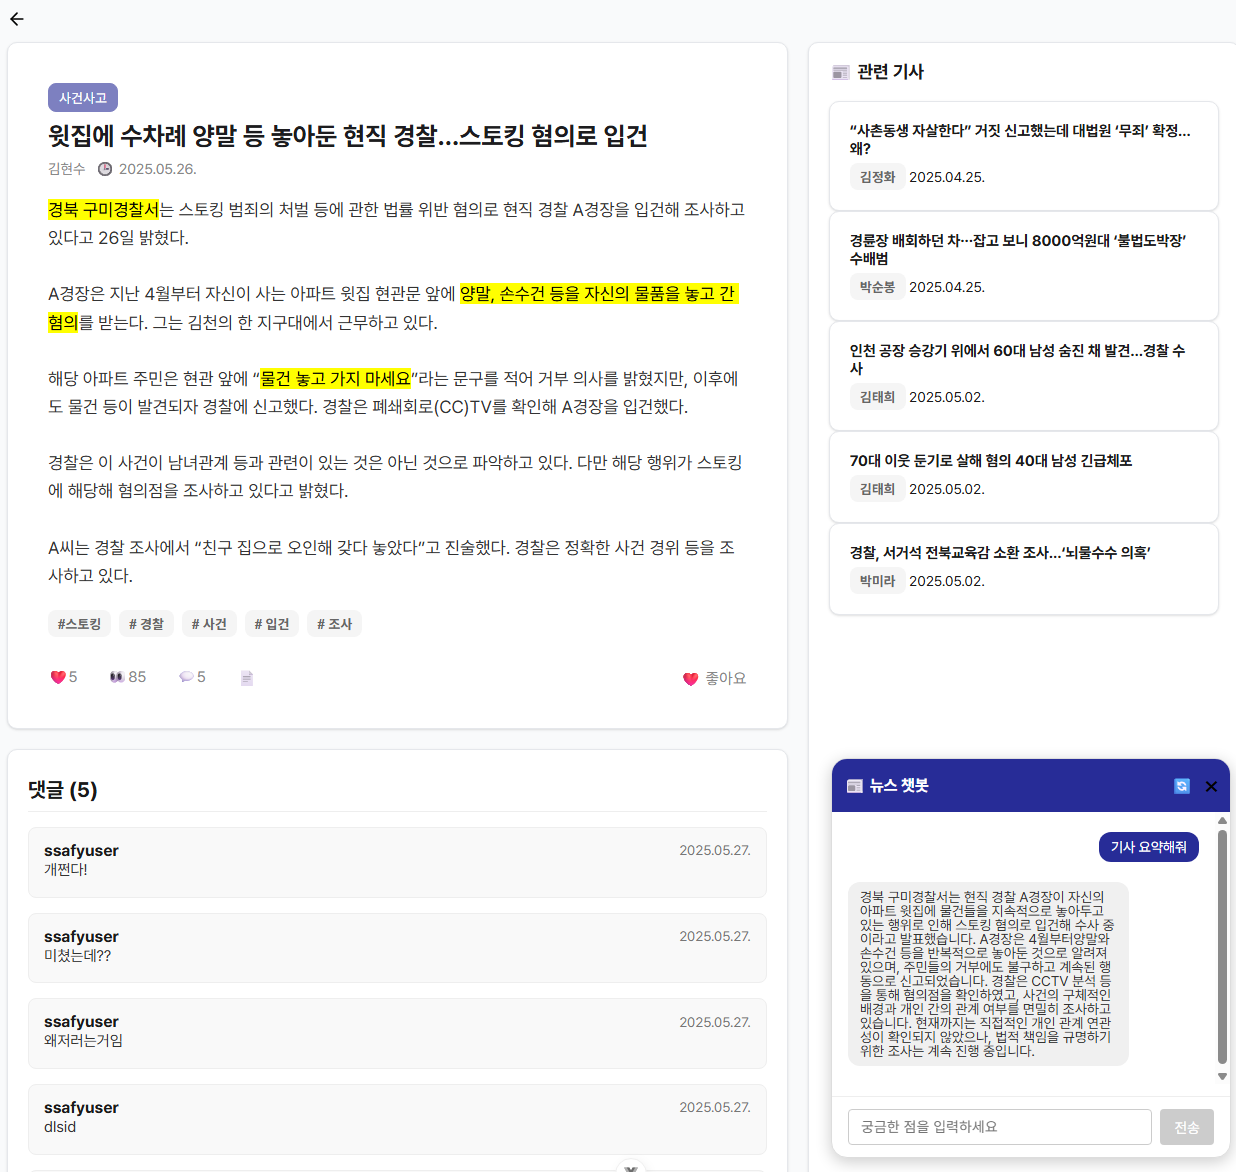 사건사고
윗집에 수차례 양말 등 놓아둔 현직 경찰…스토킹 혐의로 입건
김현수 2025.05.26.
경북 구미경찰서는 스토킹 범죄의 처벌 등에 관한 법률 위반 혐의로 현직 경찰 A경장을 입건해 조사하고
있다고 26일 밝혔다.
A경장은 지난 4월부터 자신이 사는 아파트 윗집 현관문 앞에 양말, 손수건 등을 자신의 물품을 놓고 간
혐의를 받는다. 그는 김천의 한 지구대에서 근무하고 있다.
해당 아파트 주민은 현관 앞에 “물건 놓고 가지 마세요”라는 문구를 적어 거부 의사를 밝혔지만, 이후에
도 물건 등이 발견되자 경찰에 신고했다. 경찰은 폐쇄회로(CC)TV를 확인해 A경장을 입건했다.
경찰은 이 사건이 남녀관계 등과 관련이 있는 것은 아닌 것으로 파악하고 있다. 다만 해당 행위가 스토킹
에 해당해 혐의점을 조사하고 있다고 밝혔다.
A씨는 경찰 조사에서 “친구 집으로 오인해 갖다 놓았다”고 진술했다. 경찰은 정확한 사건 경위 등을 조
사하고 있다.
#스토킹 # 경찰 # 사건 # 입건 # 조사
5 85 5 좋아요
댓글 (5)
ssafyuser 2025.05.27.
개쩐다!
ssafyuser 2025.05.27.
미쳤는데??
ssafyuser 2025.05.27.
왜저러는거임
ssafyuser 2025.05.27.
dlsid
관련 기사
“사촌동생 자살한다” 거짓 신고했는데 대법원 ‘무죄’ 확정…
왜?
김정화 2025.04.25.
경륜장 배회하던 차…잡고 보니 8000억원대 ‘불법도박장’
수배범
박순봉 2025.04.25.
인천 공장 승강기 위에서 60대 남성 숨진 채 발견…경찰 수
사
김태희 2025.05.02.
70대 이웃 둔기로 살해 혐의 40대 남성 긴급체포
김태희 2025.05.02.
경찰, 서거석 전북교육감 소환 조사…‘뇌물수수 의혹’
박미라 2025.05.02.
뉴스 챗봇
기사 요약해줘
경북 구미경찰서는 현직 경찰 A경장이 자신의
아파트 윗집에 물건들을 지속적으로 놓아두고
있는 행위로 인해 스토킹 혐의로 입건해 수사 중
이라고 발표했습니다. A경장은 4월부터양말와
손수건 등을 반복적으로 놓아둔 것으로 알려져
있으며, 주민들의 거부에도 불구하고 계속된 행
동으로 신고되었습니다. 경찰은 CCTV 분석 등
을 통해 혐의점을 확인하였고, 사건의 구체적인
배경과 개인 간의 관계 여부를 면밀히 조사하고
있습니다. 현재까지는 직접적인 개인 관계 연관
성이 확인되지 않았으나, 법적 책임을 규명하기
위한 조사는 계속 진행 중입니다.
궁금한 점을 입력하세요 전송